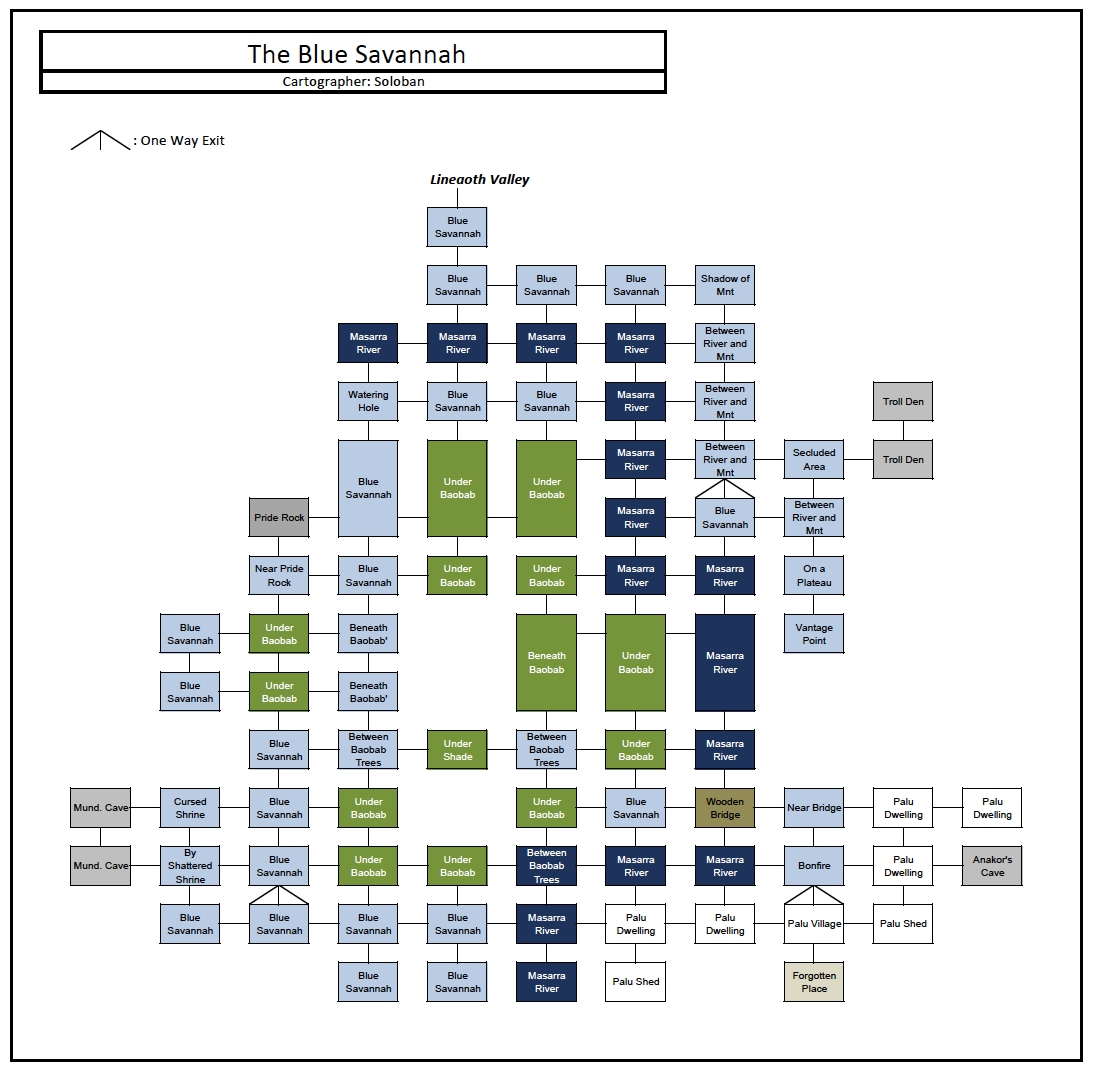 The Blue Savannah
Cartographer: Soloban
: One Way Exit
Lineaoth Valley
Blue
Savannah
Blue
Savannah
Blue
Savannah
Blue
Savannah
Shadow of
Mnt
Masarra
River
Masarra
River
Masarra
River
Masarra
River
Between
River and
Mnt
Watering
Hole
Blue
Savannah
Blue
Savannah
Masarra
River
Between
River and
Mnt
Troll Den
Blue
Savannah
Under
Baobab
Under
Baobab
Masarra
River
Between
River and
Mnt
Secluded
Area
Troll Den
Pride Rock
Masarra
River
Blue
Savannah
Between
River and
Mnt
Near Pride
Rock
Blue
Savannah
Under
Baobab
Under
Baobab
Masarra
River
Masarra
River
On a
Plateau
Blue
Savannah
Under
Baobab
Beneath
Baobab'
Beneath
Baobab
Under
Baobab
Masarra
River
Vantage
Point
Blue
Savannah
Under
Baobab
Beneath
Baobab'
Blue
Savannah
Between
Baobab
Trees
Under
Shade
Between
Baobab
Trees
Under
Baobab
Masarra
River
Mund. Cave
Cursed
Shrine
Blue
Savannah
Under
Baobab
Under
Baobab
Blue
Savannah
Wooden
Bridge
Near Bridge
Palu
Dwelling
Palu
Dwelling
Mund. Cave
By
Shattered
Shrine
Blue
Savannah
Under
Baobab
Under
Baobab
Between
Baobab
Trees
Masarra
River
Masarra
River
Bonfire
Palu
Dwelling
Anakor's
Cave
Blue
Savannah
Blue
Savannah
Blue
Savannah
Blue
Savannah
Masarra
River
Palu
Dwelling
Palu
Dwelling
Palu Village
Palu Shed
Blue
Savannah
Blue
Savannah
Masarra
River
Palu Shed
Forgotten
Place